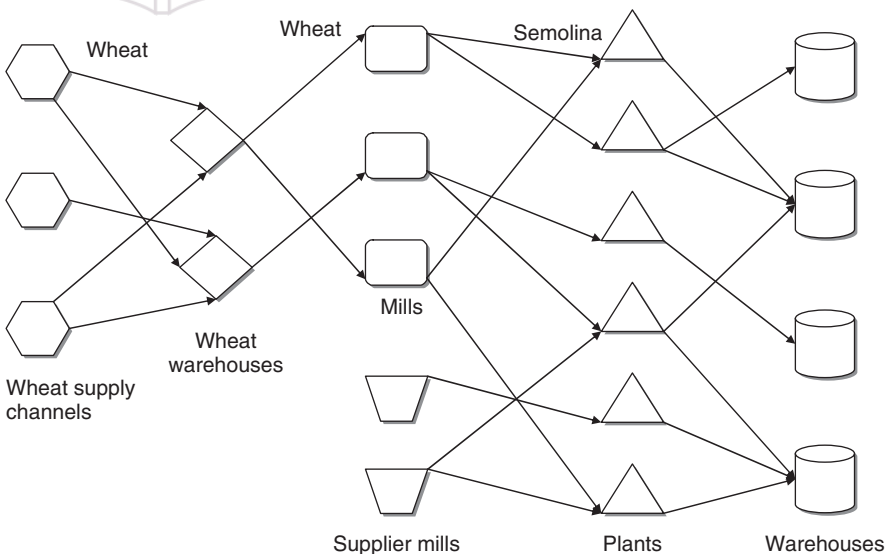 Wheat
Wheat
Semolina
Mills
Wheat
warehouses
Wheat supply
channels
Supplier mills
Plants
Warehouses